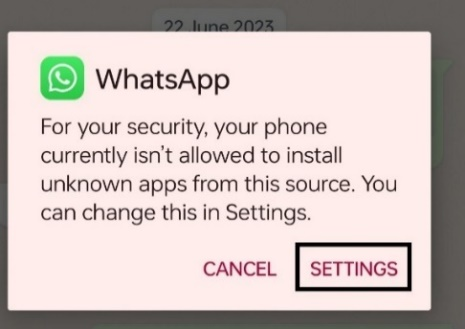 22 June 2023
WhatsApp
For your security, your phone
currently isn't allowed to install
unknown apps from this source. You
can change this in Settings.
CANCEL SETTINGS